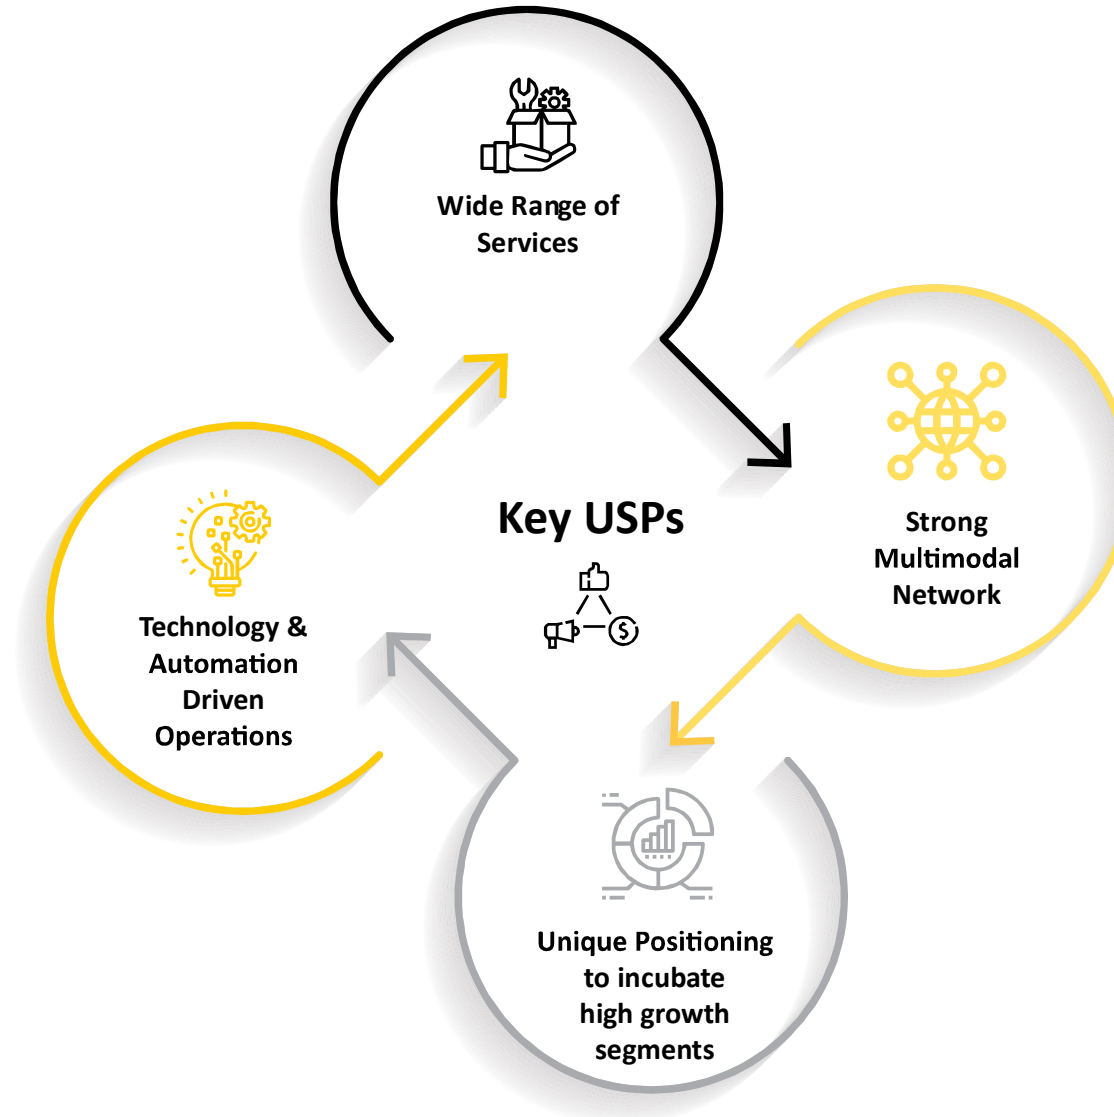 Wide Range of
Services
Strong
Multimodal
Network
Key USPs
$
Technology &
Automation
Driven
Operations
Unique Positioning
to incubate
high growth
segments